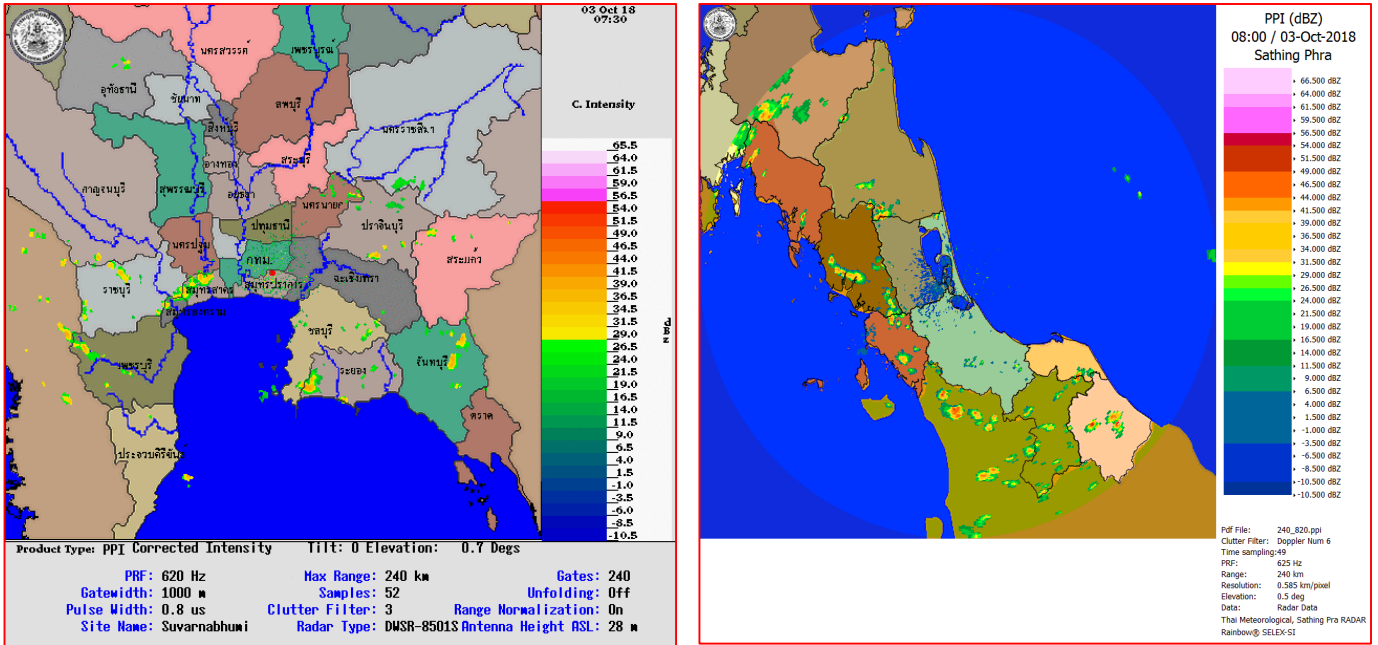 03 Oct 18
07:30
นครสวรรค์
เพชรบูรณ์
อุทัยธานี
ชัยนาท
ลพบุรี
สิงหบุรี
นครราชสีมา
สระบุรี
อ่างทอง
กาญจนบุรี
สุพรรณบุรี
อยุธยา
นครนายก
ปราจีนบุรี
ปทุมธานี
นครปฐม
กทม.
สระแก้ว
ฉะเชิงเทรา
ราชบุรี
สมุทรสาคร
สมุทรปราการ
สมุทรสงคราม
ชลบุรี
เพชรบุรี
ระยอง
จันทบุรี
ตราด
ประจวบคีรีขันธ์
C. Intensity
65.5
64.0
61.5
59.0
56.5
54.0
51.5
49.0
46.5
44.0
41.5
39.0
36.5
34.0
31.5
29.0
26.5
24.0
21.5
19.0
16.5
14.0
11.5
9.0
6.5
4.0
1.5
-1.0
-3.5
-6.0
-8.5
-10.5
Product Type: PPI Corrected Intensity Tilt: 0 Elevation: 0.7 Degs
PRF: 620 Hz Max Range: 240 km Gates: 240
Gatewidth: 1000 m Samples: 52 Unfolding: Off
Pulse Width: 0.8 us Clutter Filter: 3 Range Normalization: On
Site Name: Suvarnabhumi Radar Type: DWSR-8501S Antenna Height ASL: 28 m
PPI (dBZ)
08:00 / 03-Oct-2018
Sathing Phra
66.500 dBZ
64.000 dBZ
61.500 dBZ
59.500 dBZ
56.500 dBZ
54.000 dBZ
51.500 dBZ
49.000 dBZ
46.500 dBZ
44.000 dBZ
41.500 dBZ
39.000 dBZ
36.500 dBZ
34.000 dBZ
31.500 dBZ
29.000 dBZ
26.500 dBZ
24.000 dBZ
21.500 dBZ
19.000 dBZ
16.500 dBZ
14.000 dBZ
11.500 dBZ
9.000 dBZ
6.500 dBZ
4.000 dBZ
1.500 dBZ
-1.000 dBZ
-3.500 dBZ
-6.500 dBZ
-8.500 dBZ
-10.500 dBZ
-10.500 dBZ
Pdf File: 240_820.ppi
Clutter Filter: Doppler Num 6
Time sampling:49
PRF: 625 Hz
Range: 240 km
Resolution: 0.585 km/pixel
Elevation: 0.5 deg
Data: Radar Data
Thai Meteorological, Sathing Pra RADAR
Rainbow® SELEX-SI